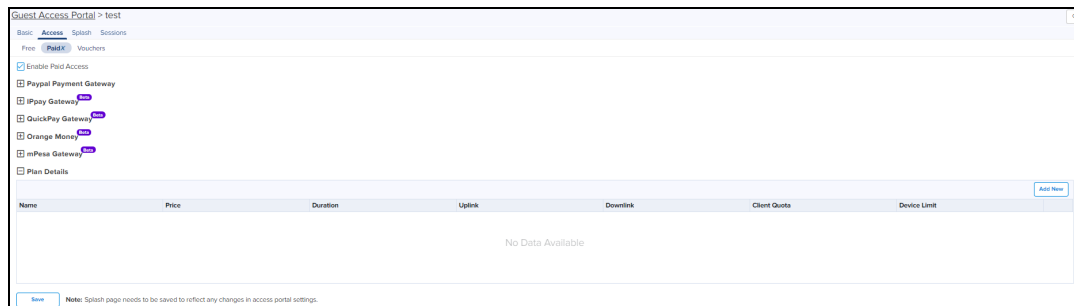 Guest Access Portal > test
Basic Access Splash Sessions
Free Paid X Vouchers
Enable Paid Access
Paypal Payment Gateway
IPpay Gateway Beta
QuickPay Gateway Beta
Orange Money Beta
mPesa Gateway Beta
Plan Details
Add New
Name Price Duration Uplink Downlink Client Quota Device Limit
No Data Available
Save Note: Splash page needs to be saved to reflect any changes in access portal settings.